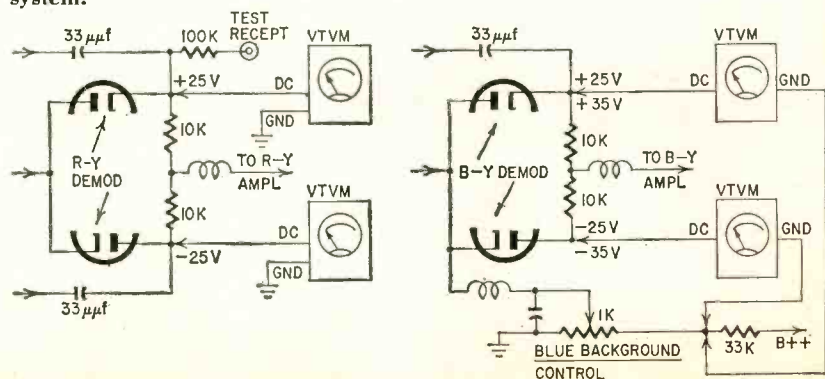 system.
33μμf
100K
TEST
RECEPT
VTVM
DC
GND
+25V
10K
R-Y
DEMOD
TO R-Y
AMPL
10K
VTVM
DC
GND
-25V
33μμf
33μμf
VTVM
DC
GND
+25V
+35V
10K
B-Y DEMOD
TO B-Y
AMPL
10K
VTVM
DC
GND
-25V
-35V
1K
BLUE BACKGROUND
CONTROL
33K
B++